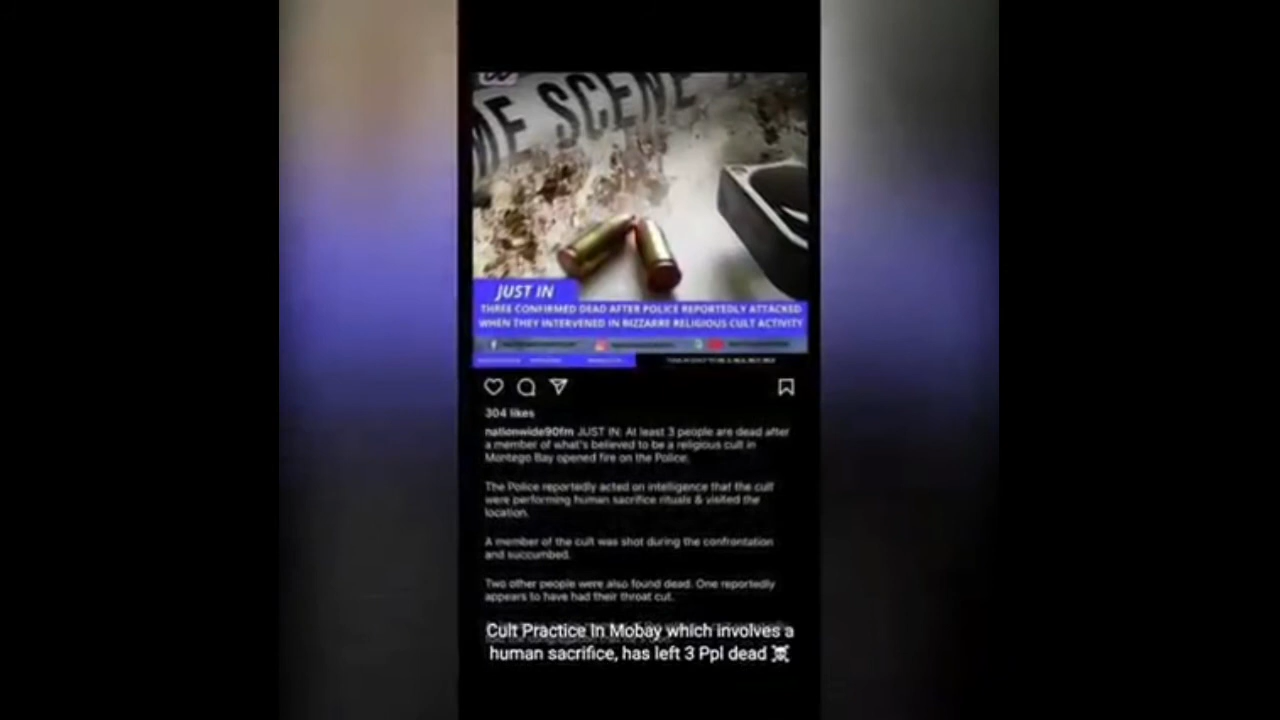 ME SCENE D
JUST IN
THREE CONFIRMED DEAD AFTER POLICE REPORTEDLY ATTACKED
WHEN THEY INTERVENED IN BIZZARRE RELIGIOUS CULT ACTIVITY
304 likes
nationwide90fm JUST IN: At least 3 people are dead after
a member of what's believed to be a religious cult in
Montego Bay opened fire on the Police.
The Police reportedly acted on intelligence that the cult
were performing human sacrifice rituals & visited the
location.
A member of the cult was shot during the confrontation
and succumbed.
Two other people were also found dead. One reportedly
appears to have had their throat cut.
Cult Practice In Mobay which involves a
human sacrifice, has left 3 Ppl dead ☠️